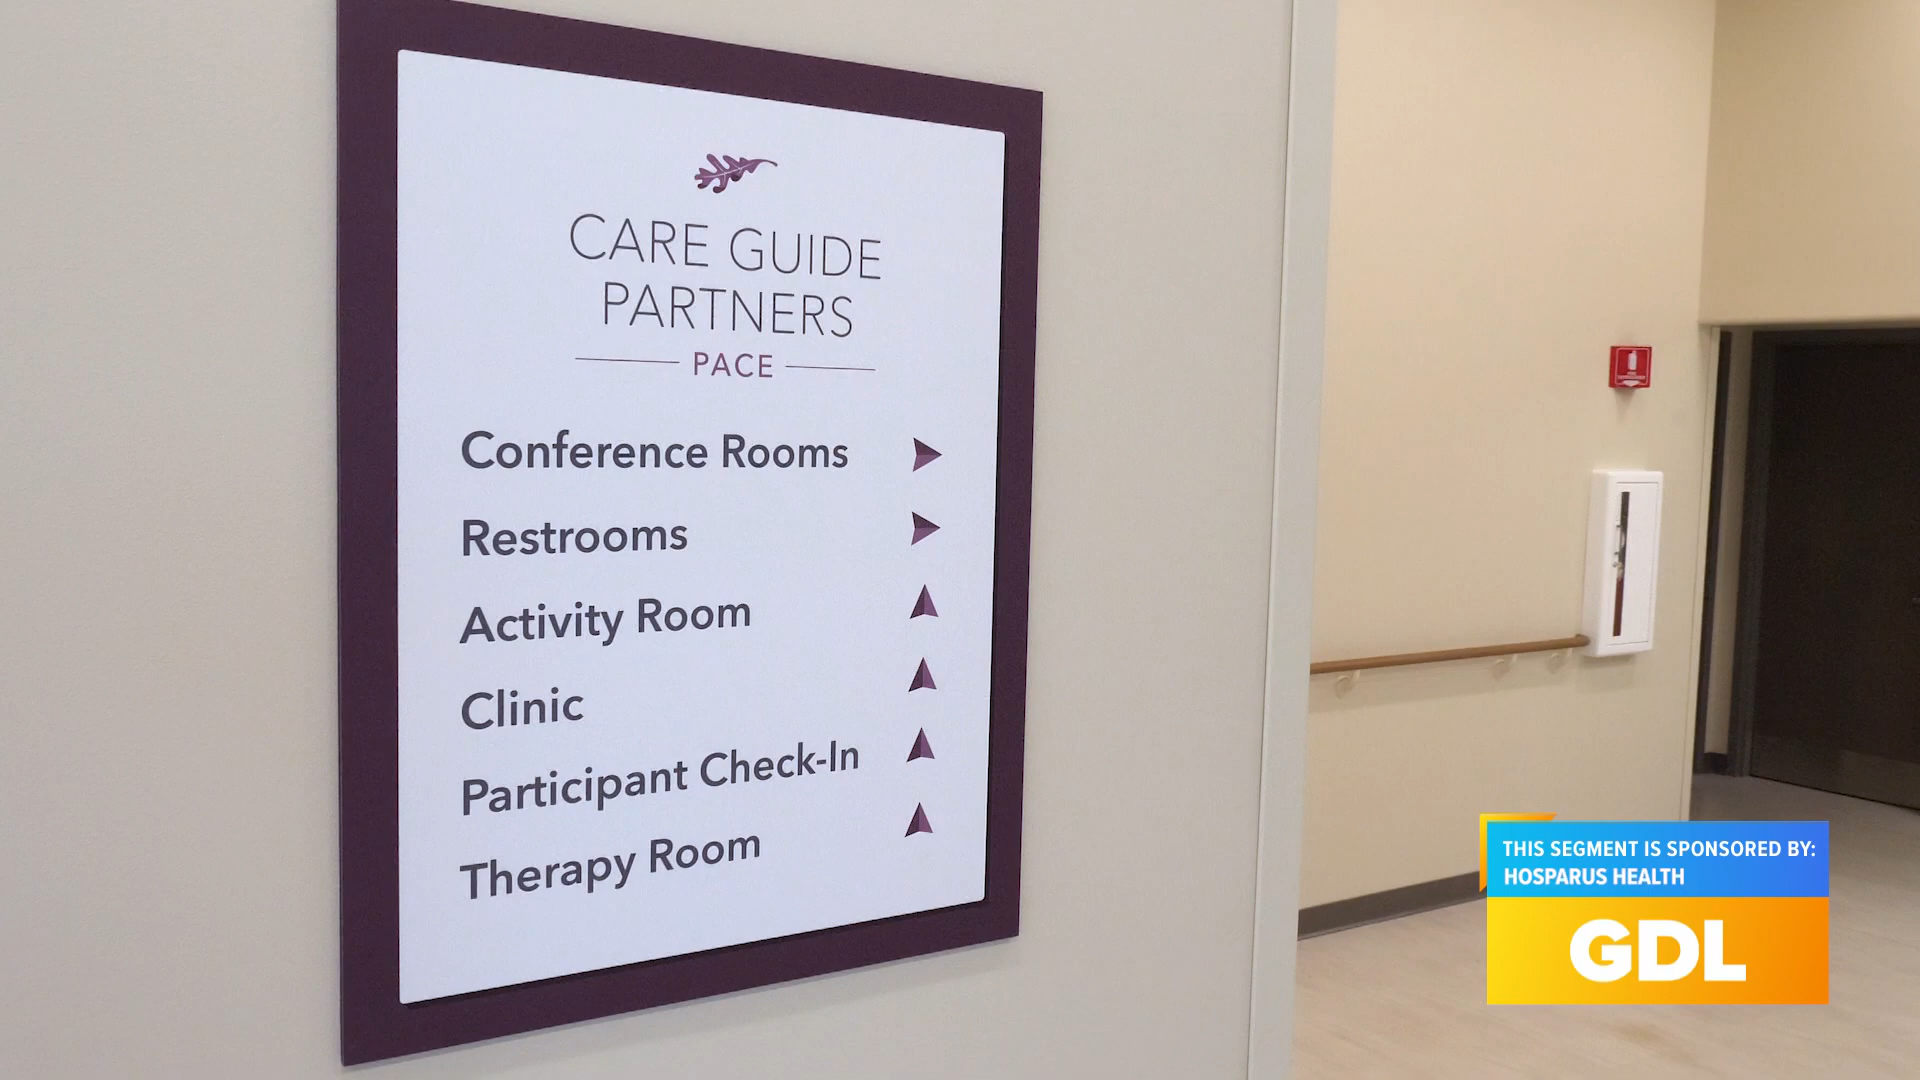 CARE GUIDE
PARTNERS
PACE
Conference Rooms
Restrooms
Activity Room
Clinic
Participant Check-In
Therapy Room
THIS SEGMENT IS SPONSORED BY:
HOSPARUS HEALTH
GDL